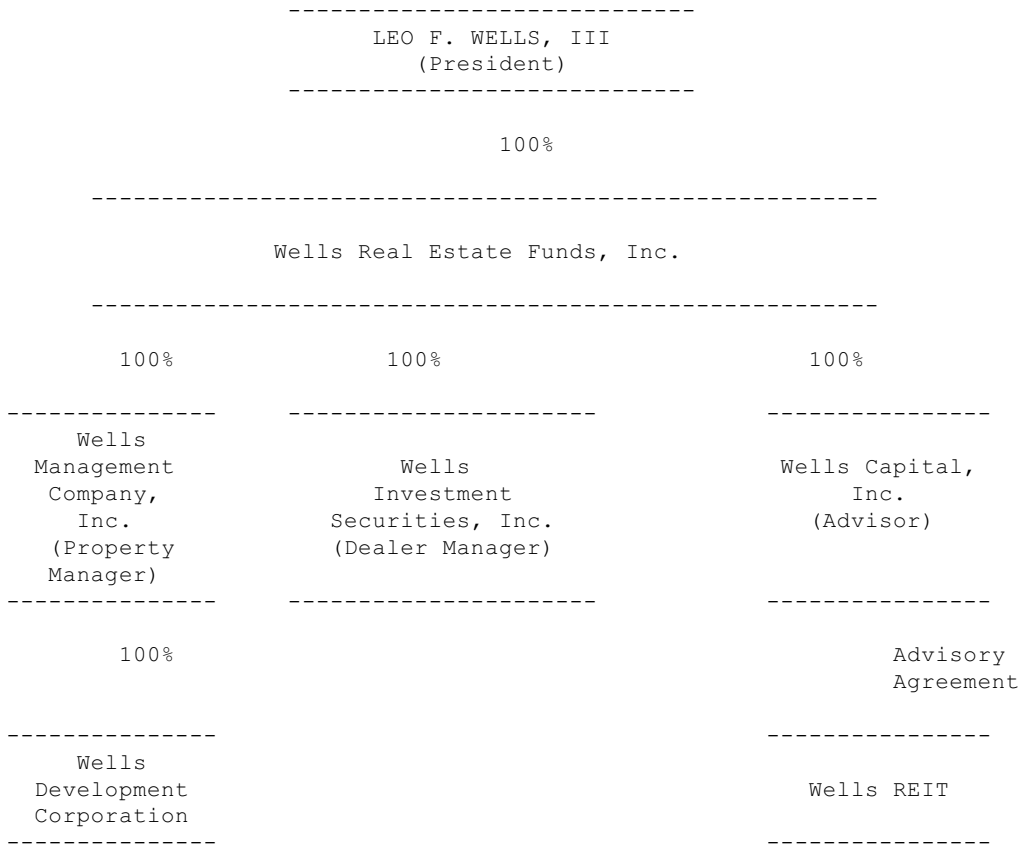 LEO F. WELLS, III
(President)
100%
Wells Real Estate Funds, Inc.
100% 100% 100%
Wells
Management Wells Wells Capital,
Company, Investment Inc.
Inc. Securities, Inc. (Advisor)
(Property (Dealer Manager)
Manager)
100% Advisory
Agreement
Wells
Development Wells REIT
Corporation